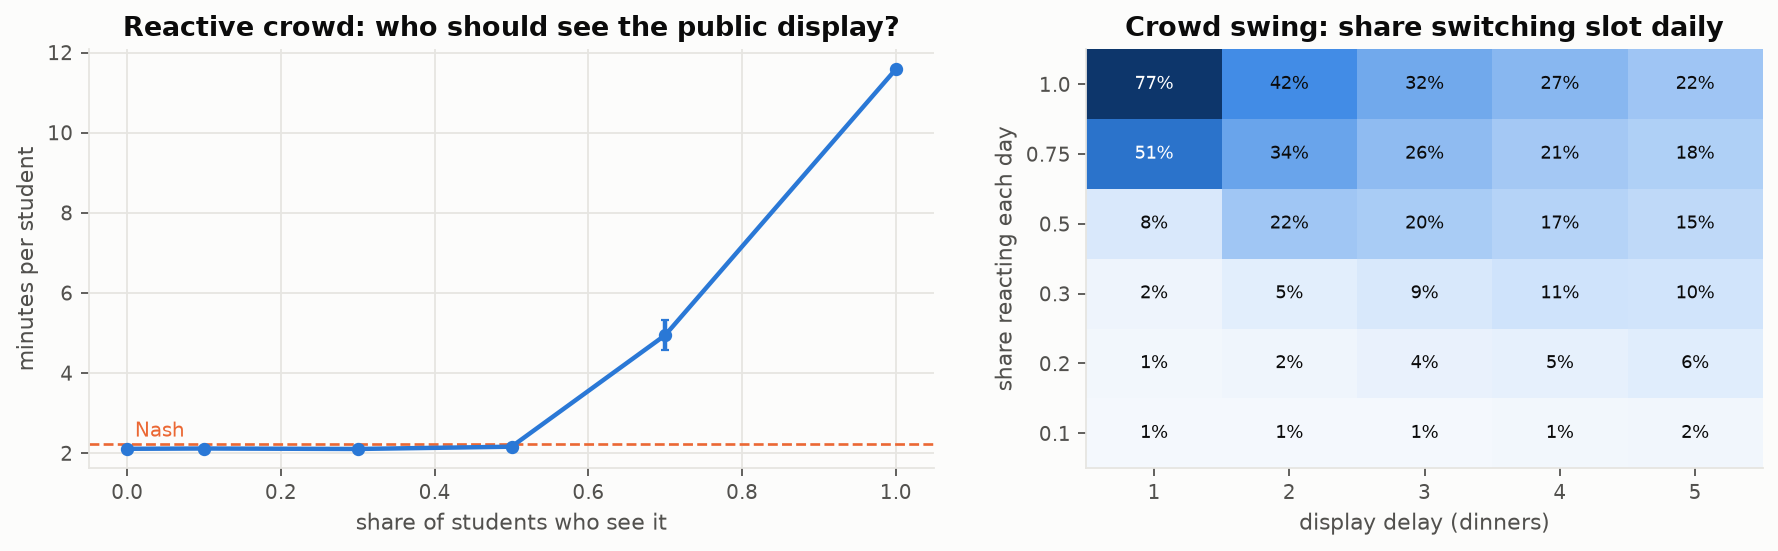 Reactive crowd: who should see the public display?
minutes per student
12
10
8
6
4
2
Nash
0.0 0.2 0.4 0.6 0.8 1.0
share of students who see it
Crowd swing: share switching slot daily
share reacting each day
1.0 77% 42% 32% 27% 22%
0.75 51% 34% 26% 21% 18%
0.5 8% 22% 20% 17% 15%
0.3 2% 5% 9% 11% 10%
0.2 1% 2% 4% 5% 6%
0.1 1% 1% 1% 1% 2%
1 2 3 4 5
display delay (dinners)